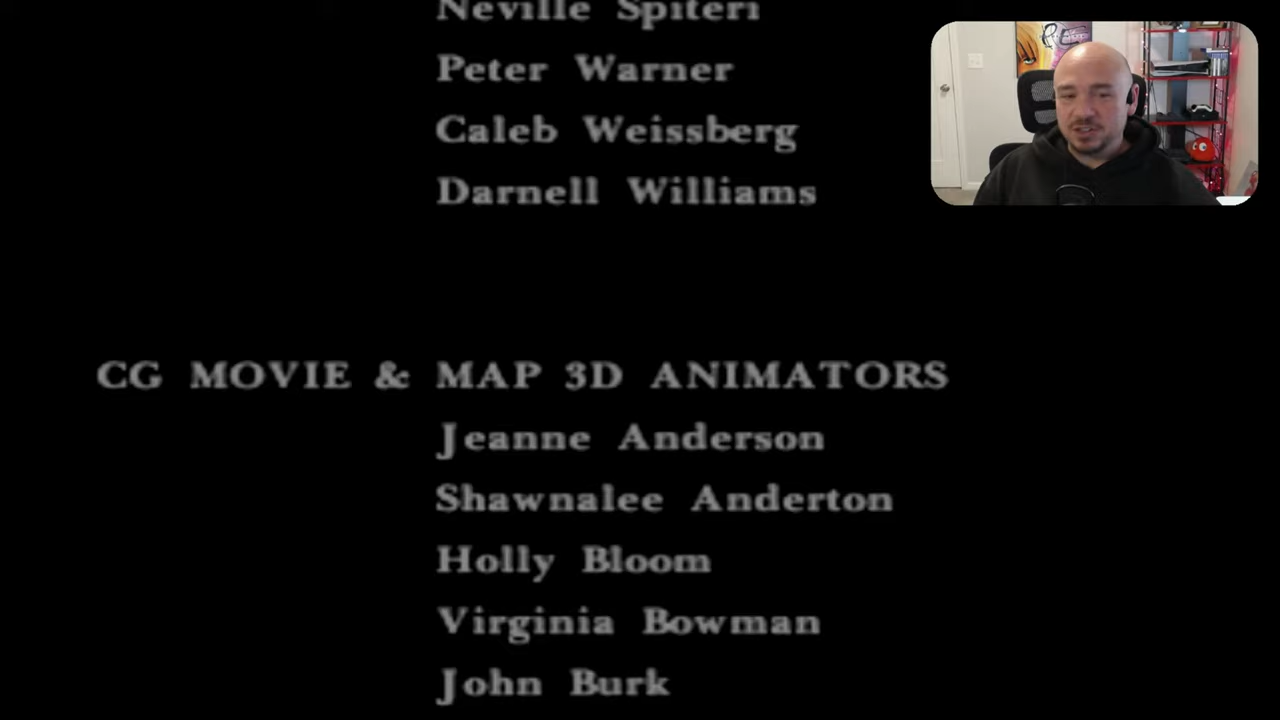 Neville Spiteri
Peter Warner
Caleb Weissberg
Darnell Williams
CG MOVIE & MAP 3D ANIMATORS
Jeanne Anderson
Shawnalee Anderton
Holly Bloom
Virginia Bowman
John Burk